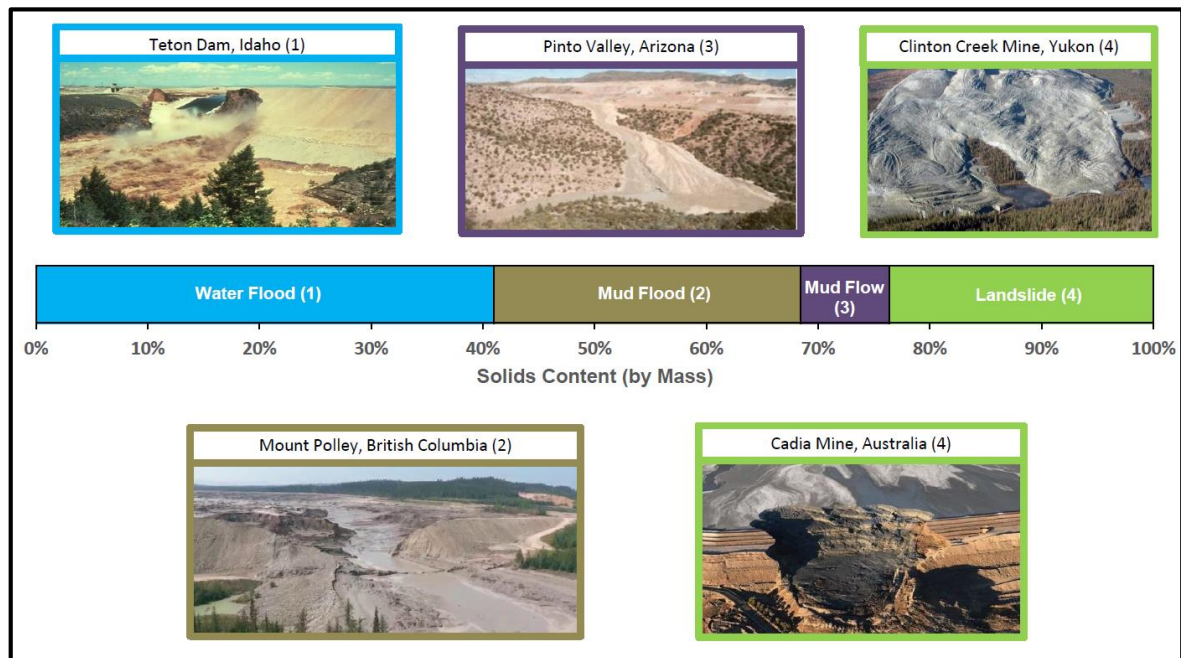 Teton Dam, Idaho (1)
Pinto Valley, Arizona (3)
Clinton Creek Mine, Yukon (4)
Water Flood (1)
Mud Flood (2)
Mud Flow
(3)
Landslide (4)
0%
10%
20%
30%
40%
50%
60%
70%
80%
90%
100%
Solids Content (by Mass)
Mount Polley, British Columbia (2)
Cadia Mine, Australia (4)